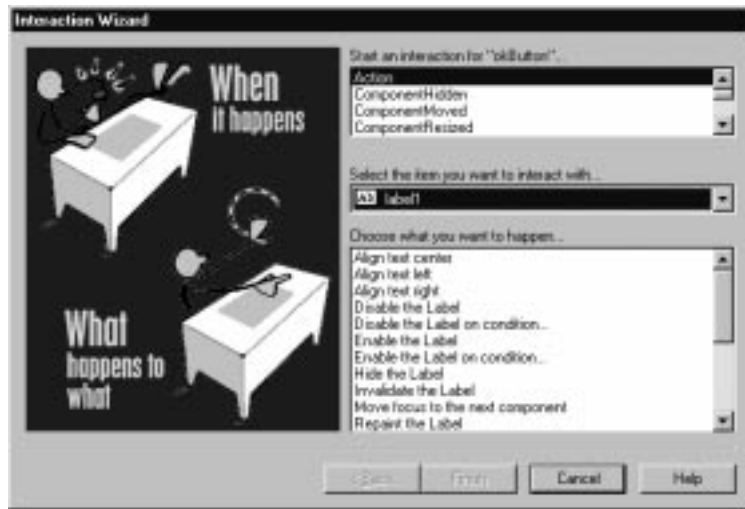 Interaction Wizard
When
it happens
What
happens to
what
Start an interaction for "okButton"...
Action
ComponentHidden
ComponentMoved
ComponentResized
Select the item you want to interact with...
label1
Choose what you want to happen...
Align text center
Align text left
Align text right
Disable the Label
Disable the Label on condition...
Enable the Label
Enable the Label on condition...
Hide the Label
Invalidate the Label
Move focus to the next component
Repaint the Label
< Back
Finish
Cancel
Help